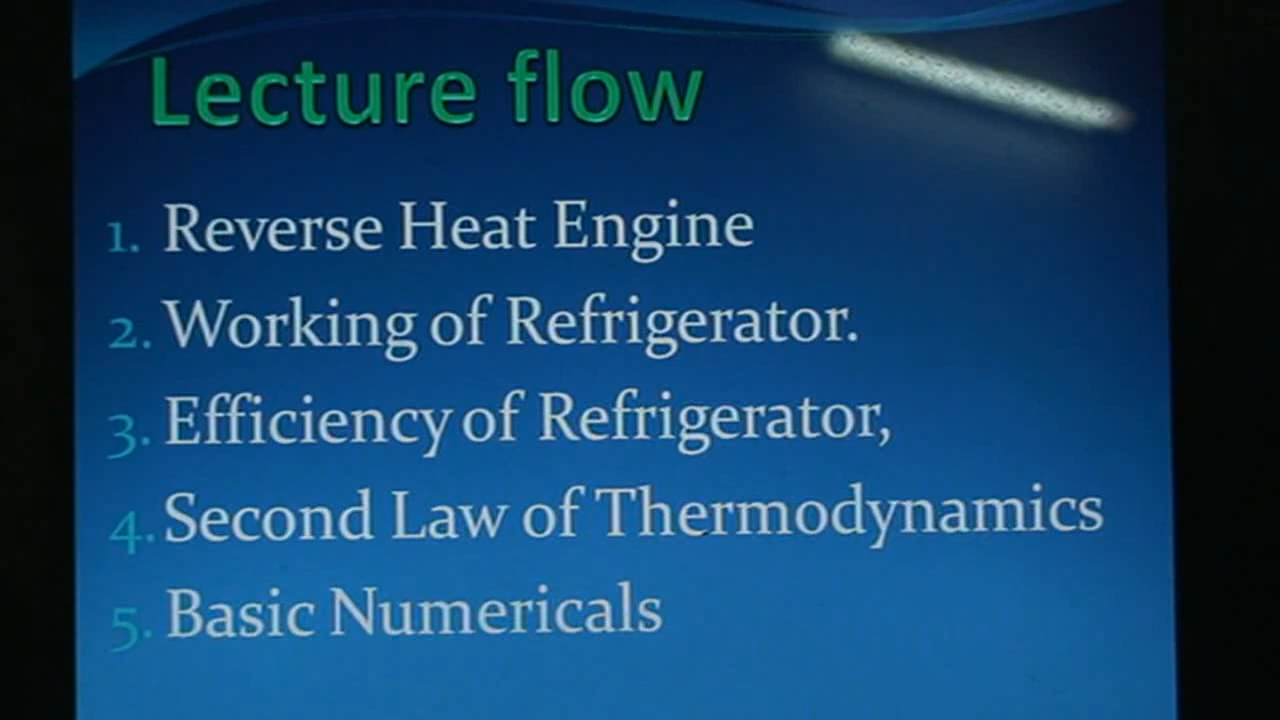 Lecture flow
1. Reverse Heat Engine
2. Working of Refrigerator.
3. Efficiency of Refrigerator,
4. Second Law of Thermodynamics
5. Basic Numericals